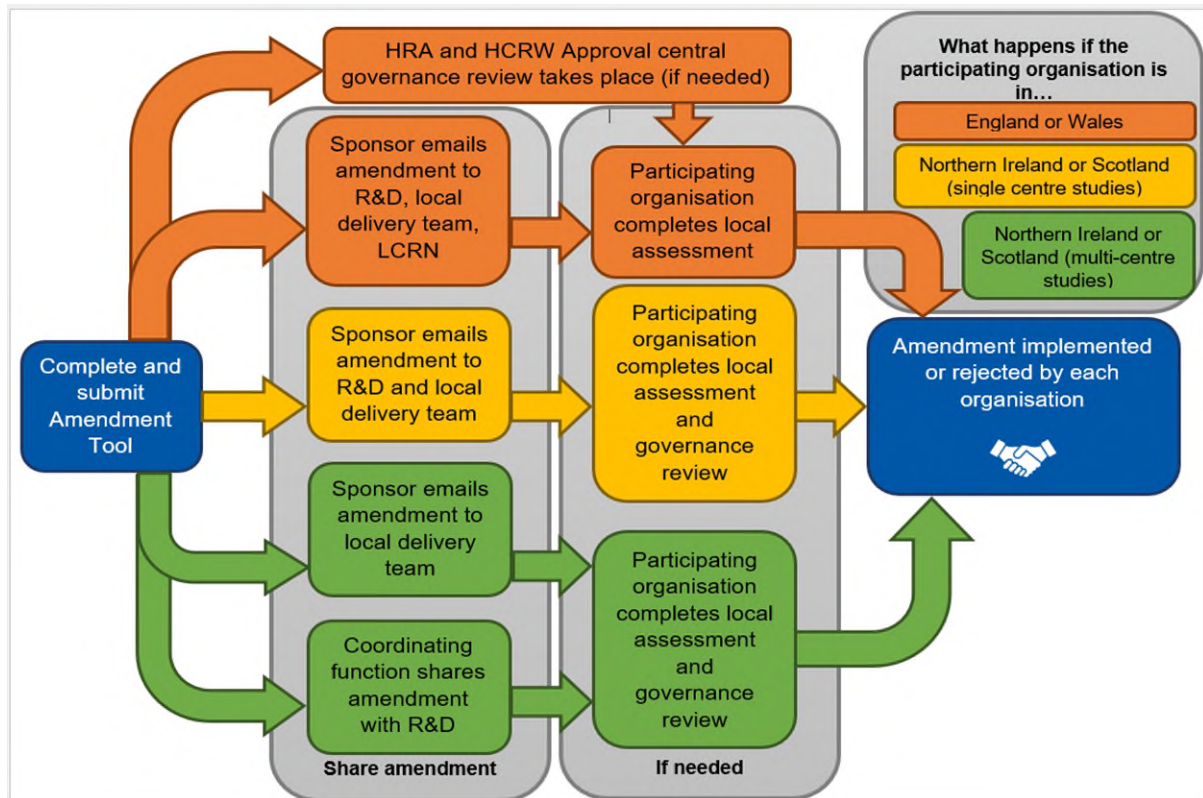 HRA and HCRW Approval central
governance review takes place (if needed)
What happens if the
participating organisation is
in…
England or Wales
Northern Ireland or Scotland
(single centre studies)
Northern Ireland or
Scotland (multi-centre
studies)
Complete and
submit
Amendment
Tool
Sponsor emails
amendment to
R&D, local
delivery team,
LCRN
Participating
organisation
completes local
assessment
Sponsor emails
amendment to
R&D and local
delivery team
Participating
organisation
completes local
assessment
and
governance
review
Amendment implemented
or rejected by each
organisation
Sponsor emails
amendment to
local delivery
team
Coordinating
function shares
amendment
with R&D
Participating
organisation
completes local
assessment
and
governance
review
Share amendment
If needed